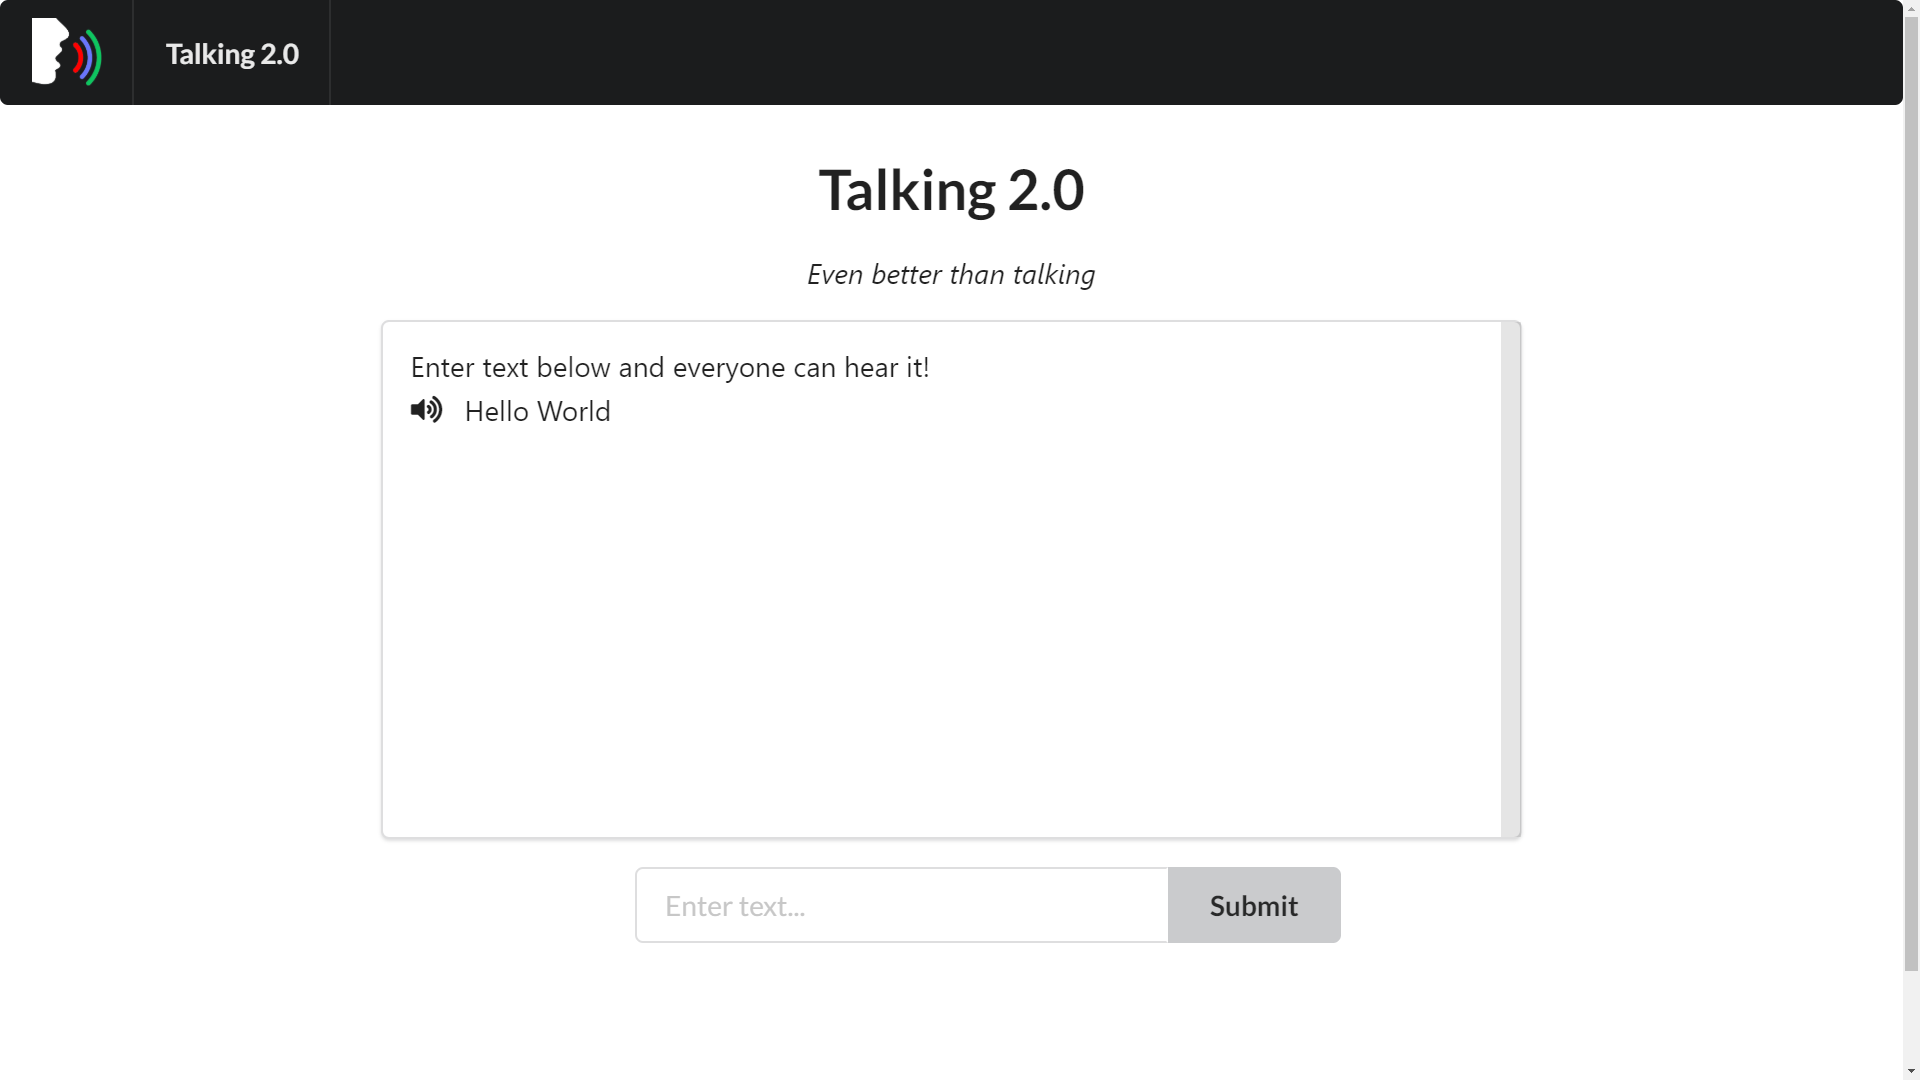 Talking 2.0
Talking 2.0
Even better than talking
Enter text below and everyone can hear it!
Hello World
Enter text...
Submit